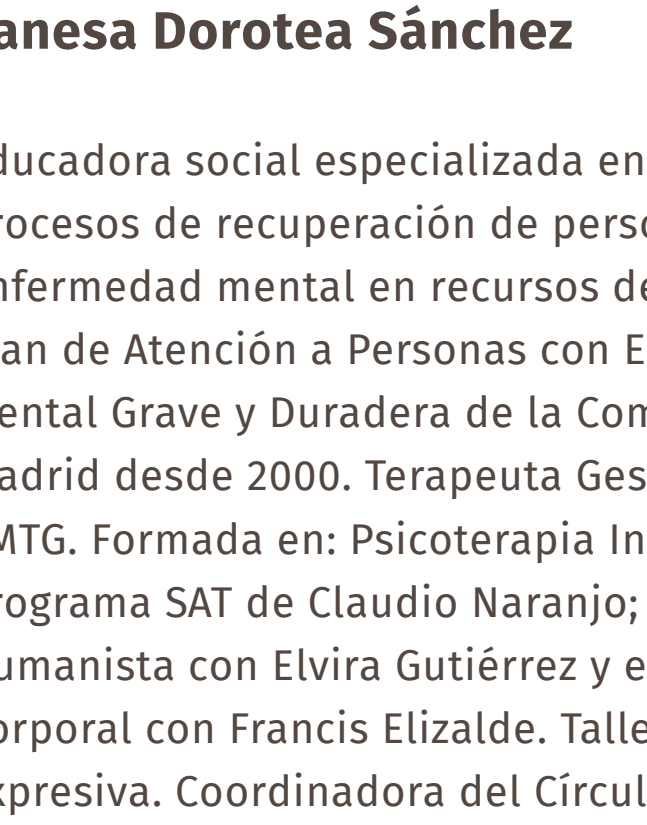 anesa Dorotea Sánchez
ducadora social especializada en
rocesos de recuperación de perso
nfermedad mental en recursos de
an de Atención a Personas con E
ental Grave y Duradera de la Com
adrid desde 2000. Terapeuta Ges
MTG. Formada en: Psicoterapia In
rograma SAT de Claudio Naranjo;
umanista con Elvira Gutiérrez y e
orporal con Francis Elizalde. Talle
xpresiva. Coordinadora del Círcul